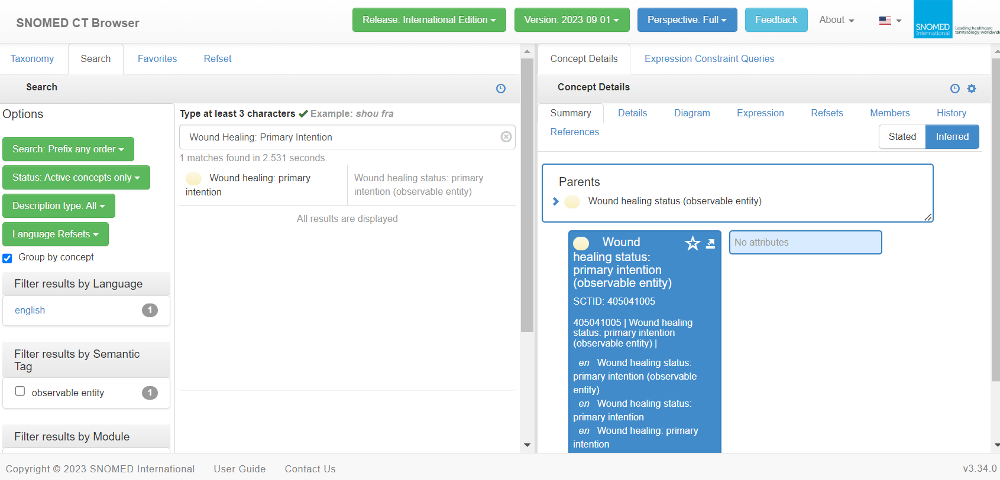 SNOMED CT Browser
Release: International Edition
Version: 2023-09-01
Perspective: Full
Feedback
About
SNOMED
International
Leading healthcare
terminology, worldwide
Taxonomy
Search
Favorites
Refset
Search
Options
Search: Prefix any order
Status: Active concepts only
Description type: All
Language Refsets
Group by concept
Filter results by Language
english
1
Filter results by Semantic
Tag
observable entity
1
Filter results by Module
Type at least 3 characters Example: shou fra
Wound Healing: Primary Intention
1 matches found in 2.531 seconds.
Wound healing: primary
intention
Wound healing status: primary
intention (observable entity)
All results are displayed
Concept Details
Expression Constraint Queries
Concept Details
Summary
Details
Diagram
Expression
Refsets
Members
History
References
Stated
Inferred
Parents
Wound healing status (observable entity)
Wound
healing status:
primary intention
(observable entity)
SCTID: 405041005
405041005 | Wound healing
status: primary intention
(observable entity) |
en Wound healing status:
primary intention (observable
entity)
en Wound healing status:
primary intention
en Wound healing: primary
intention
No attributes
Copyright © 2023 SNOMED International
User Guide
Contact Us
v3.34.0